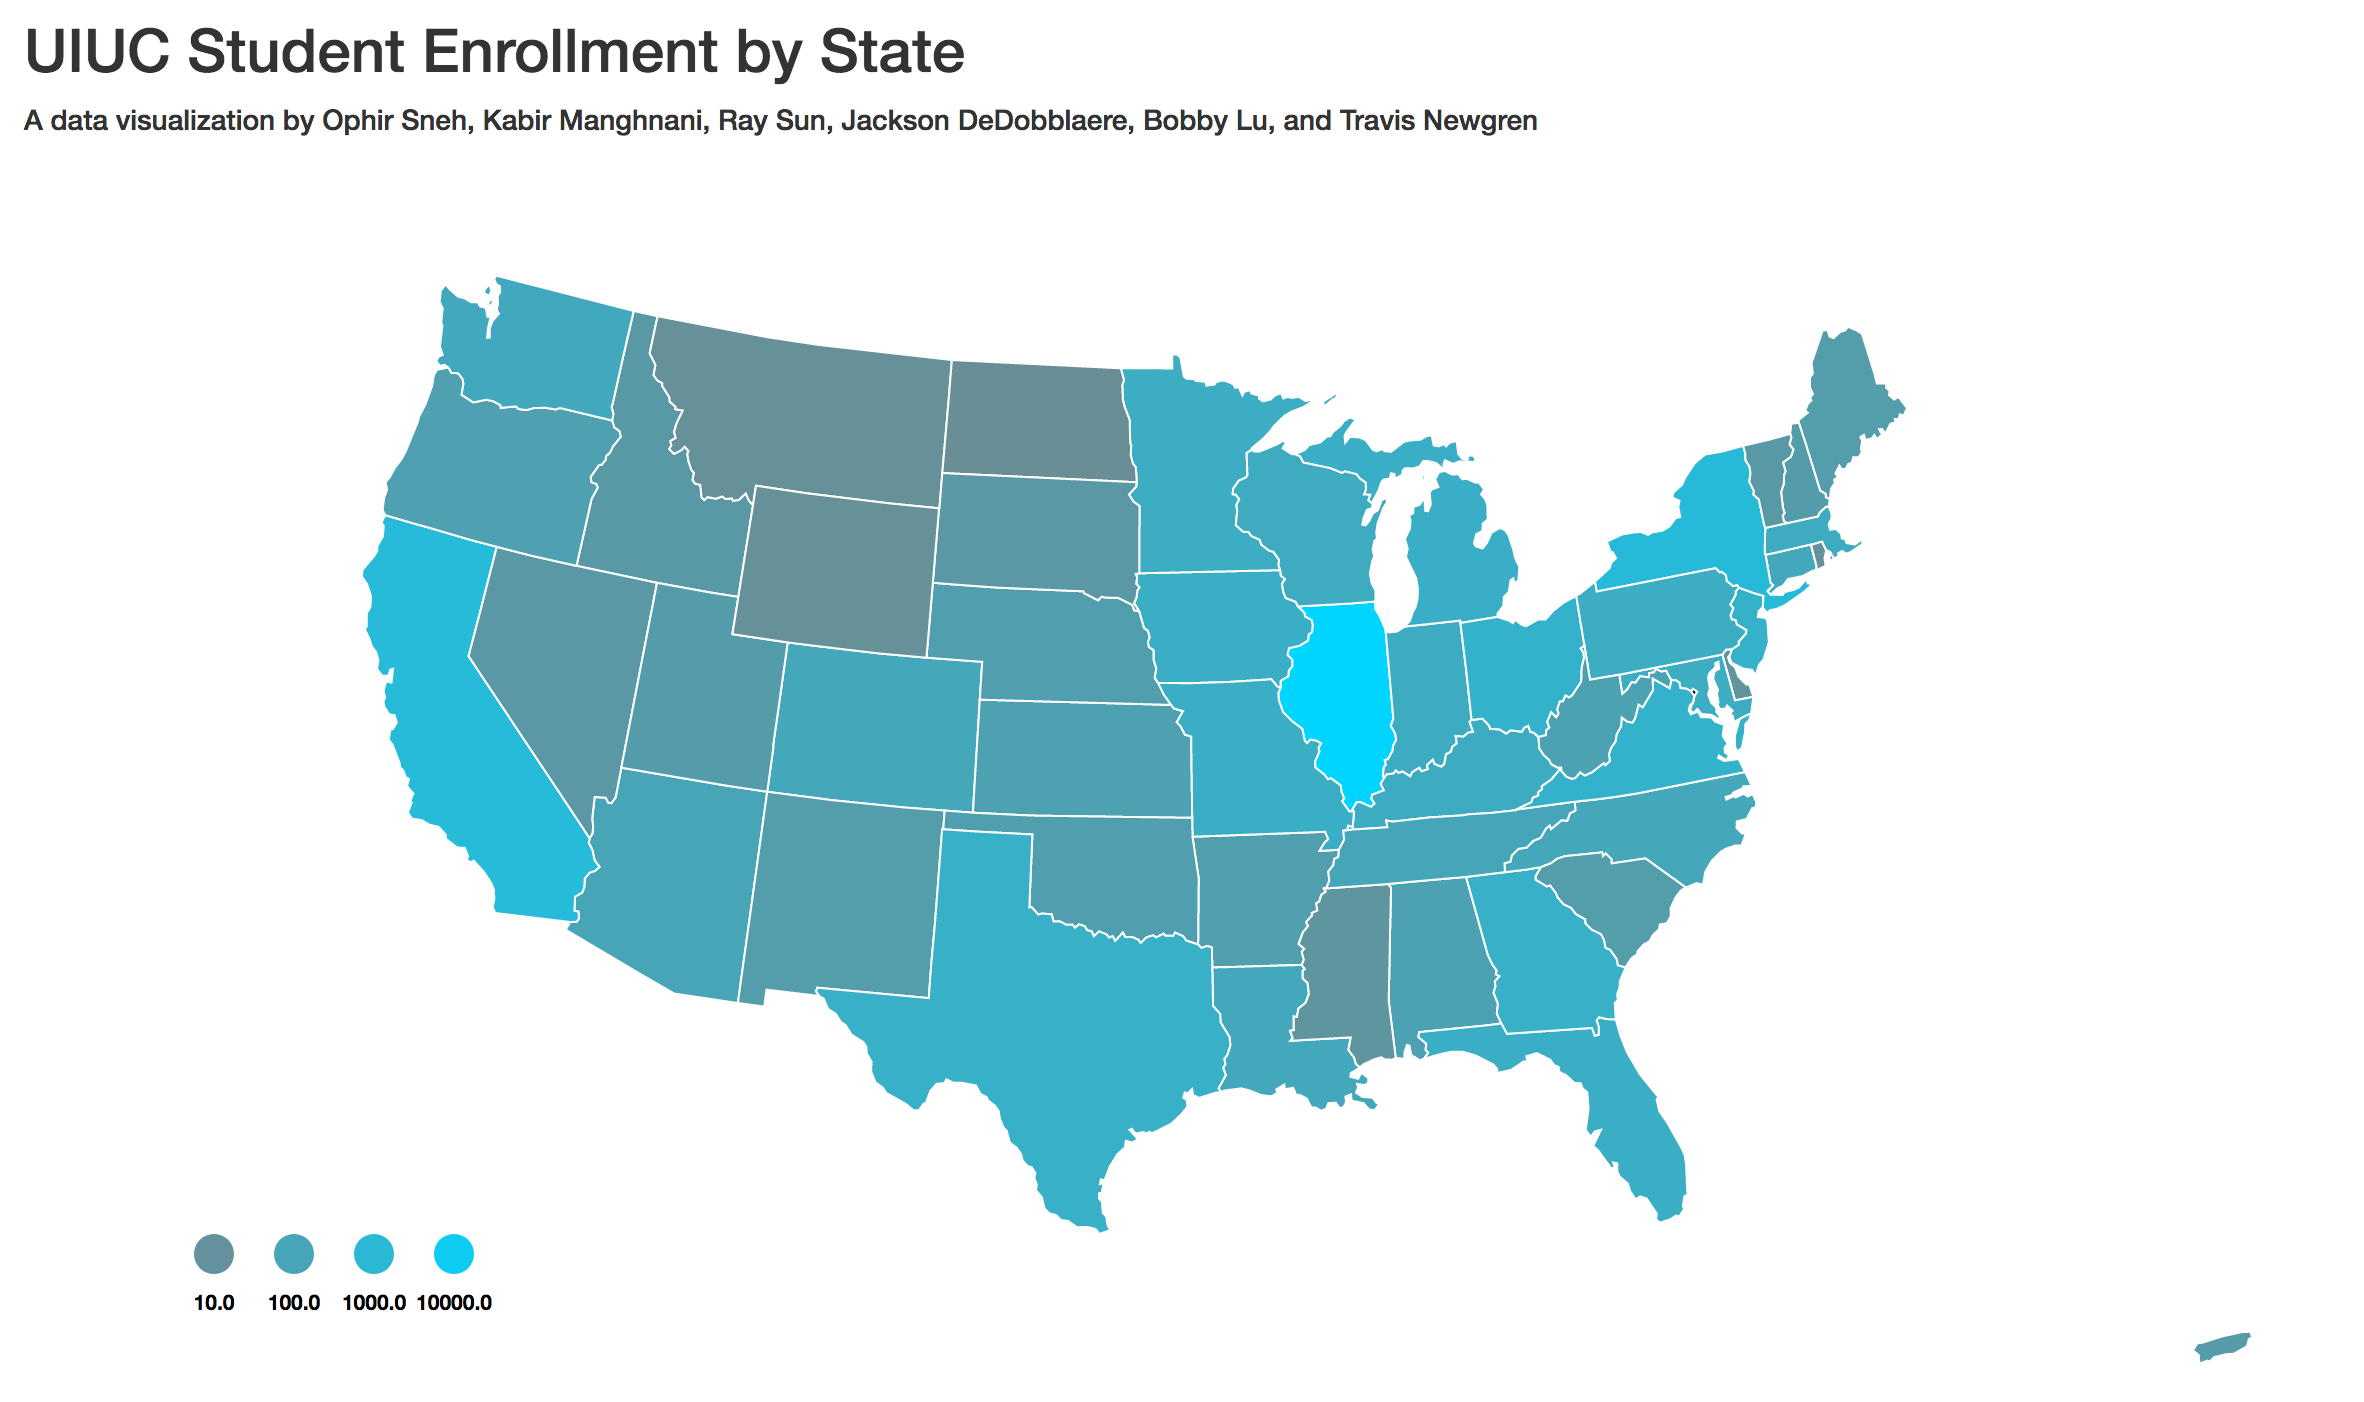 UIUC Student Enrollment by State
A data visualization by Ophir Sneh, Kabir Manghnani, Ray Sun, Jackson DeDobblaere, Bobby Lu, and Travis Newgren
10.0 100.0 1000.0 10000.0